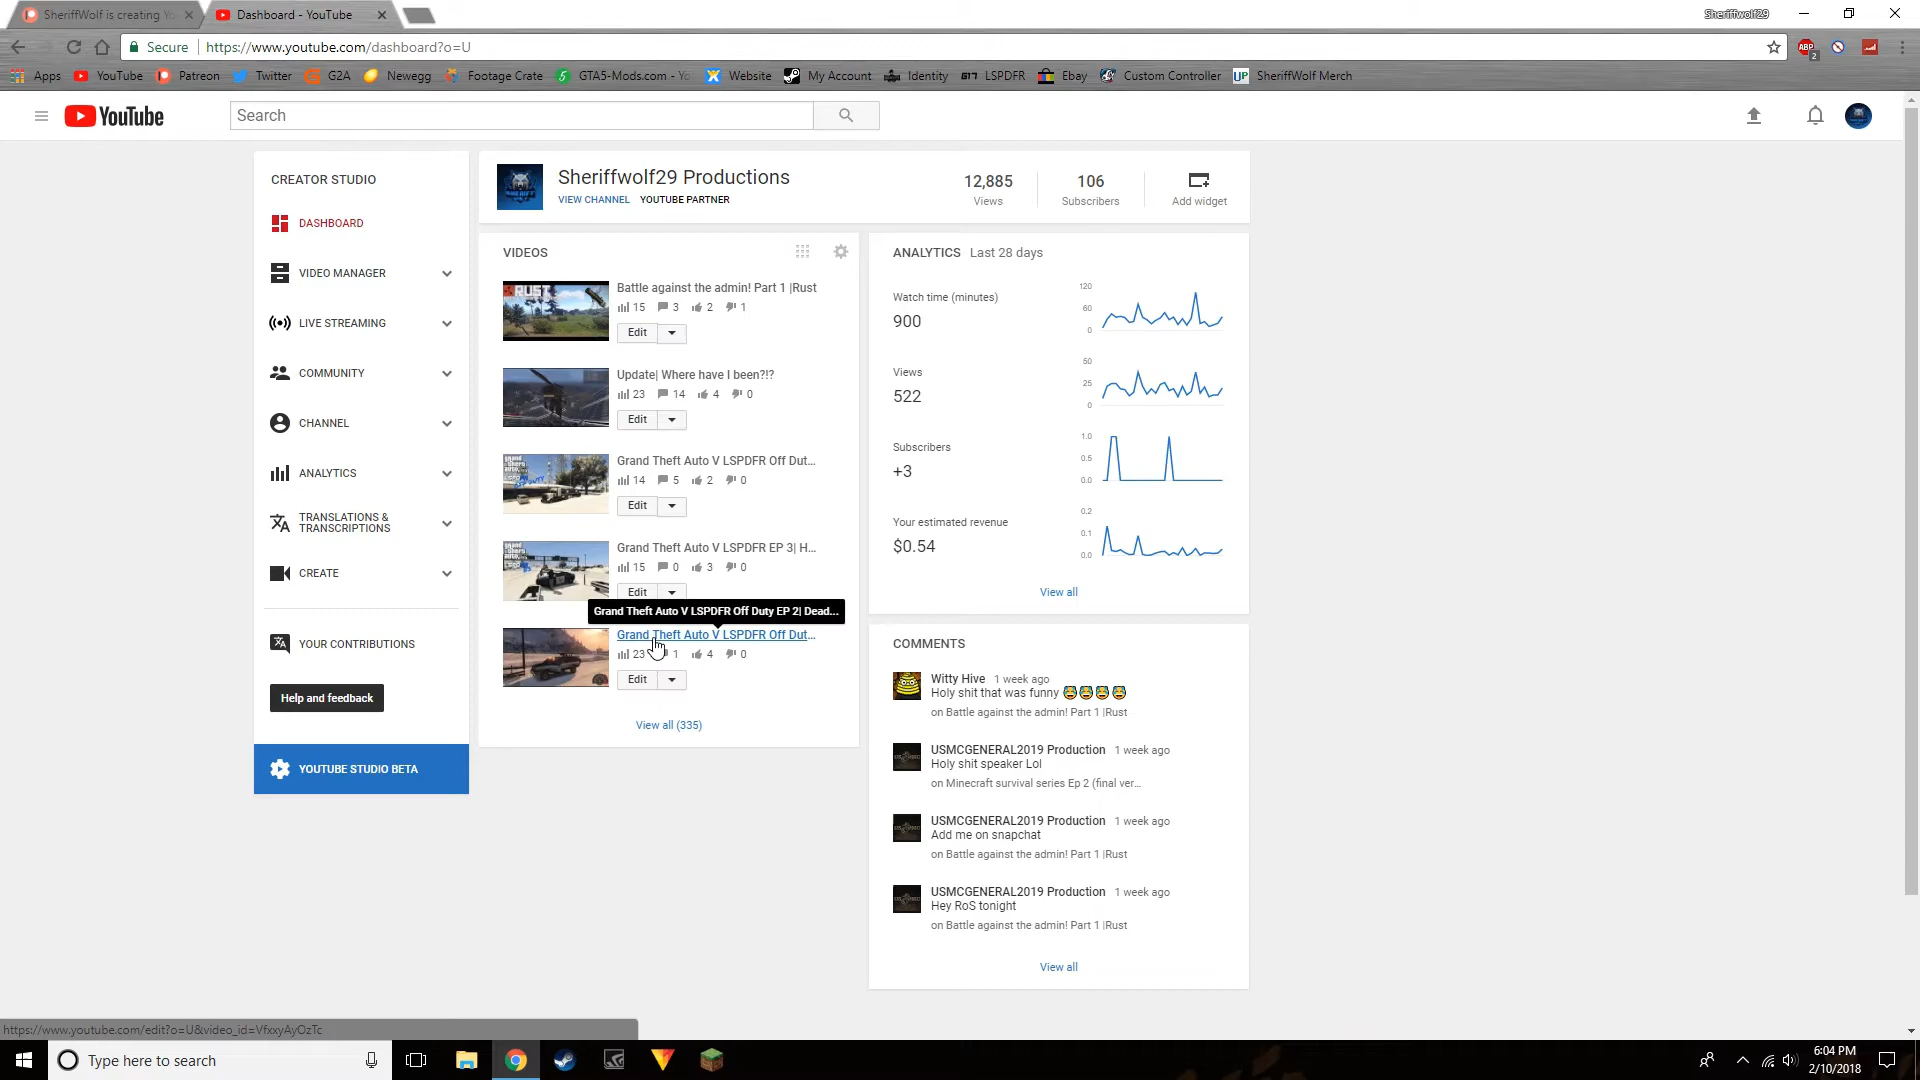 SheriffWolf is creating Y
Dashboard - YouTube
Sheriffwolf29
Secure
https://www.youtube.com/dashboard?o=U
ABP
2
Apps
YouTube
Patreon
Twitter
G2A
Newegg
Footage Crate
GTA5-Mods.com - Yo
Website
My Account
Identity
LSPDFR
Ebay
Custom Controller
UP
SheriffWolf Merch
YouTube
Search
CREATOR STUDIO
DASHBOARD
VIDEO MANAGER
LIVE STREAMING
COMMUNITY
CHANNEL
ANALYTICS
TRANSLATIONS &
TRANSCRIPTIONS
CREATE
YOUR CONTRIBUTIONS
Help and feedback
YOUTUBE STUDIO BETA
Sheriffwolf29 Productions
VIEW CHANNEL YOUTUBE PARTNER
12,885
Views
106
Subscribers
Add widget
VIDEOS
RUST
Battle against the admin! Part 1 |Rust
15 3 2 1
Edit
Update| Where have I been?!?
23 14 4 0
Edit
Grand Theft Auto V LSPDFR Off Dut...
14 5 2 0
Edit
Grand Theft Auto V LSPDFR EP 3| H...
15 0 3 0
Edit
Grand Theft Auto V LSPDFR Off Duty EP 2| Dead...
Grand Theft Auto V LSPDFR Off Dut...
23 1 4 0
Edit
View all (335)
ANALYTICS Last 28 days
Watch time (minutes)
900
120
60
0
Views
522
50
25
0
Subscribers
+3
1.0
0.5
0.0
Your estimated revenue
$0.54
0.2
0.1
0.0
View all
COMMENTS
Witty Hive 1 week ago
Holy shit that was funny
on Battle against the admin! Part 1 |Rust
USMCGENERAL2019 Production 1 week ago
Holy shit speaker Lol
on Minecraft survival series Ep 2 (final ver...
USMCGENERAL2019 Production 1 week ago
Add me on snapchat
on Battle against the admin! Part 1 |Rust
USMCGENERAL2019 Production 1 week ago
Hey RoS tonight
on Battle against the admin! Part 1 |Rust
View all
https://www.youtube.com/edit?o=U&video_id=VfxxyAyOzTc
Type here to search
6:04 PM
2/10/2018